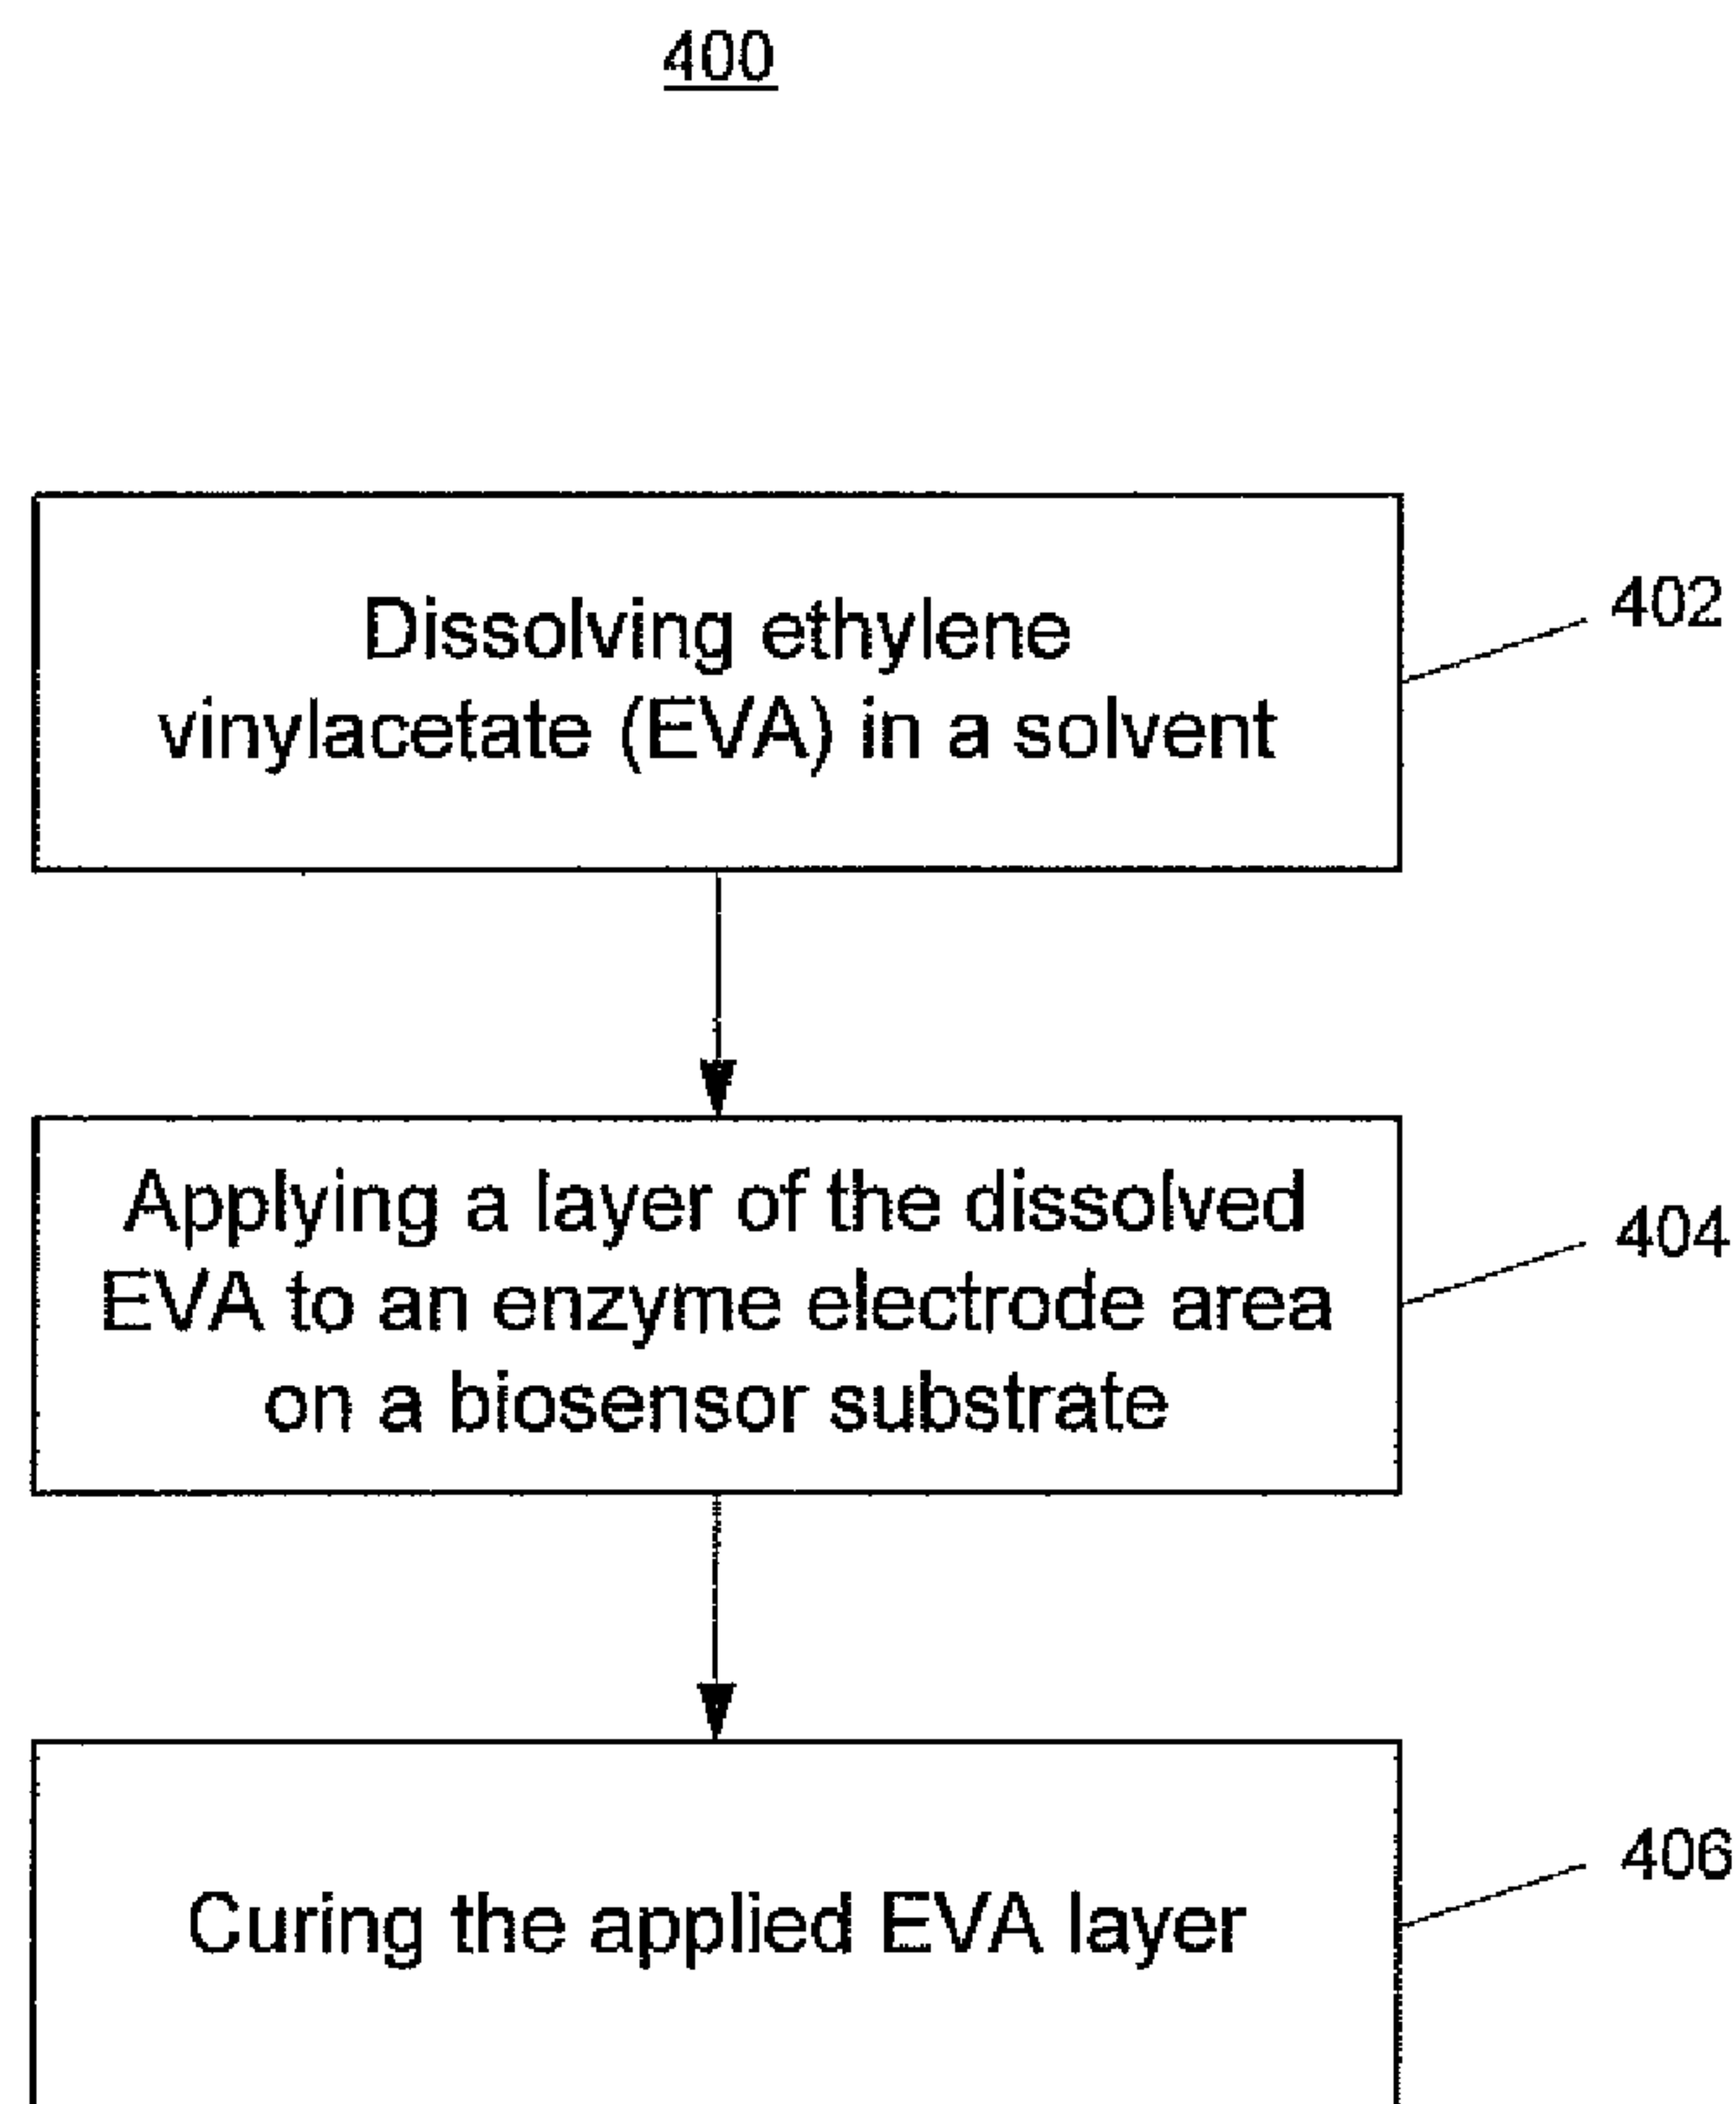 400
Dissolving ethylene
vinylacetate (EVA) in a solvent
402
Applying a layer of the dissolved
EVA to an enzyme electrode area
on a biosensor substrate
404
Curing the applied EVA layer
406